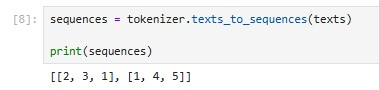 [8]: sequences = tokenizer.texts_to_sequences(texts)
print(sequences)
[[2, 3, 1], [1, 4, 5]]